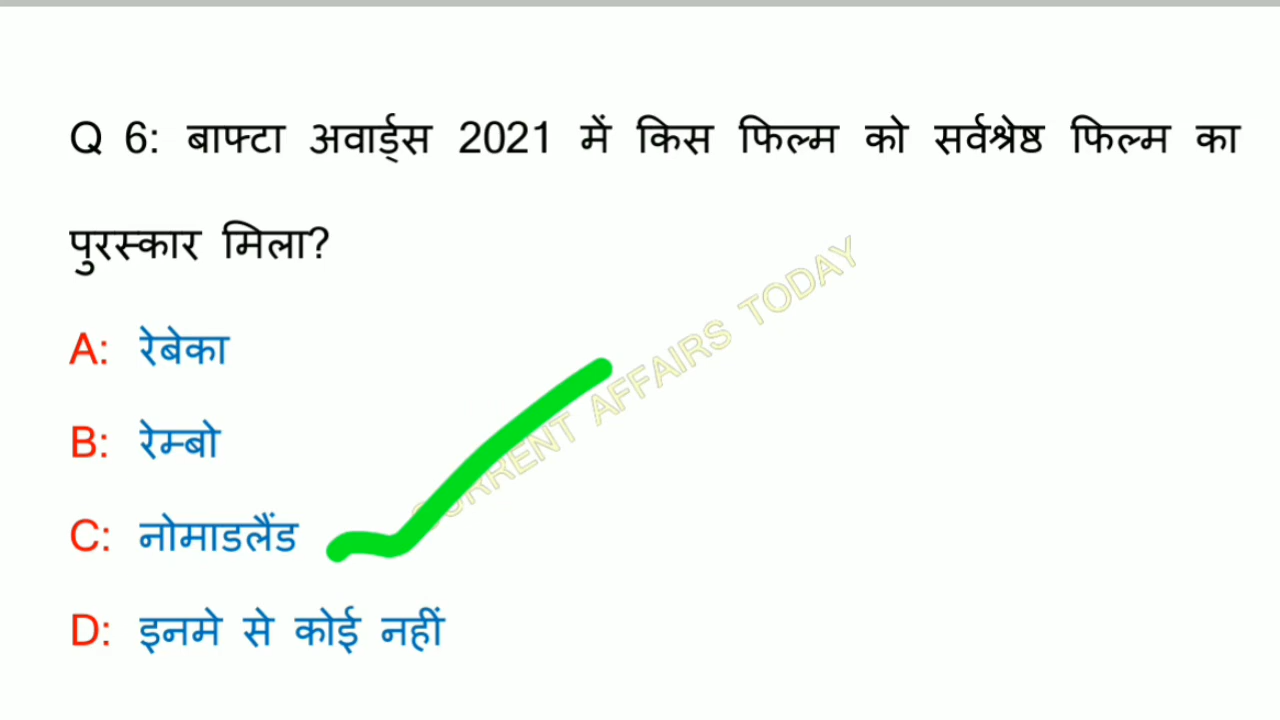 Q 6: बाफ्टा अवार्ड्स 2021 में किस फिल्म को सर्वश्रेष्ठ फिल्म का
पुरस्कार मिला?
A: रेबेका
B: रेम्बो
C: नोमाडलैंड
D: इनमे से कोई नहीं
CURRENT AFFAIRS TODAY